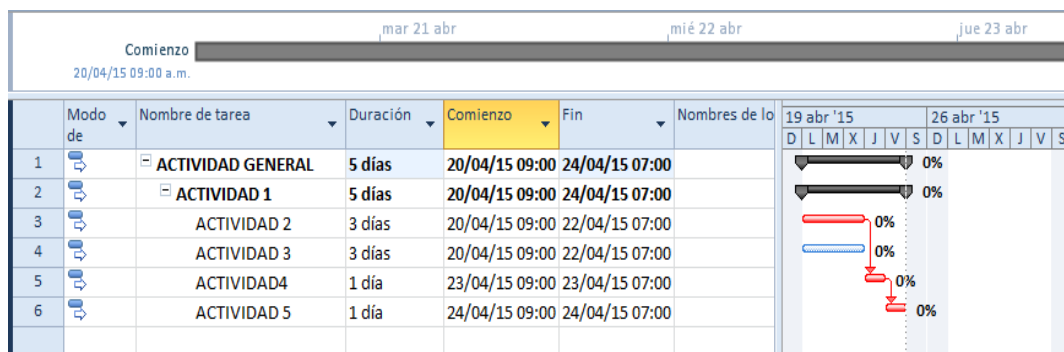 mar 21 abr mié 22 abr jue 23 abr
Comienzo
20/04/15 09:00 a.m.
Modo de Nombre de tarea Duración Comienzo Fin Nombres de lo 19 abr '15 26 abr '15
D L M X J V S D L M X J V S
1 ACTIVIDAD GENERAL 5 días 20/04/15 09:00 24/04/15 07:00 0%
2 ACTIVIDAD 1 5 días 20/04/15 09:00 24/04/15 07:00 0%
3 ACTIVIDAD 2 3 días 20/04/15 09:00 22/04/15 07:00 0%
4 ACTIVIDAD 3 3 días 20/04/15 09:00 22/04/15 07:00 0%
5 ACTIVIDAD4 1 día 23/04/15 09:00 23/04/15 07:00 0%
6 ACTIVIDAD 5 1 día 24/04/15 09:00 24/04/15 07:00 0%